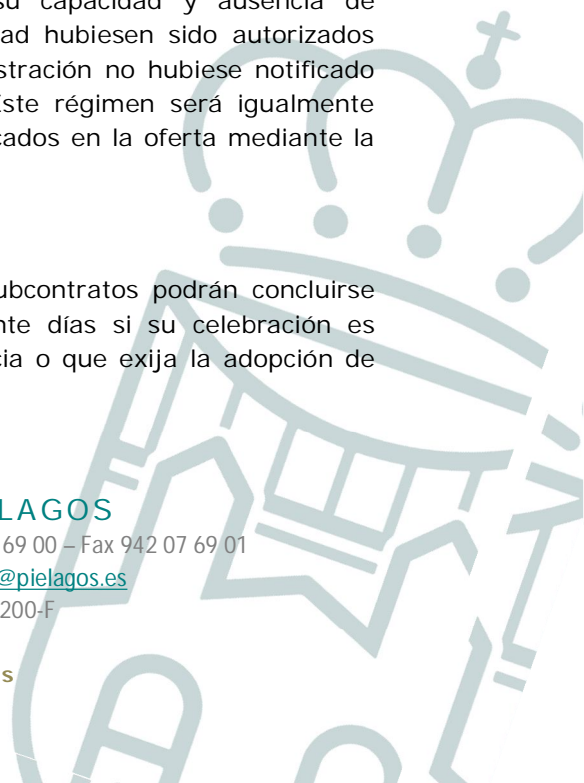 su capacidad y ausencia de
ad hubiesen sido autorizados
stración no hubiese notificado
Este régimen será igualmente
cados en la oferta mediante la
ubcontratos podrán concluirse
nte días si su celebración es
cia o que exija la adopción de
LAGOS
69 00 – Fax 942 07 69 01
@pielagos.es
200-F
s